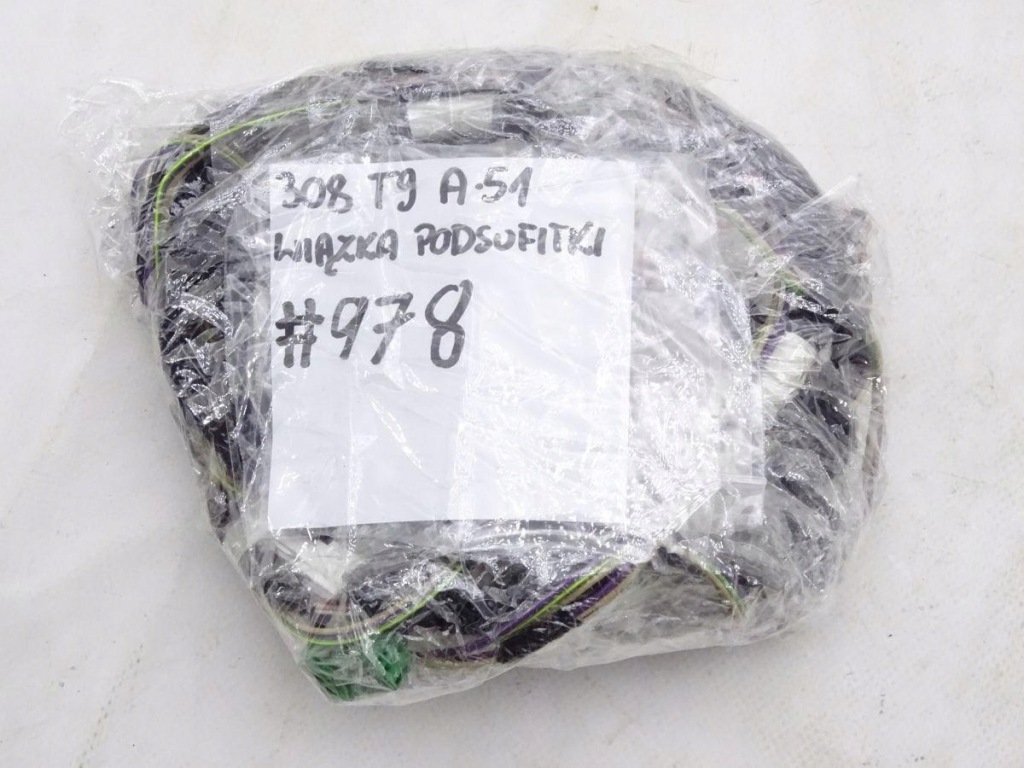 308 T9 A-51
WIĄZKA PODSUFITKI
#978